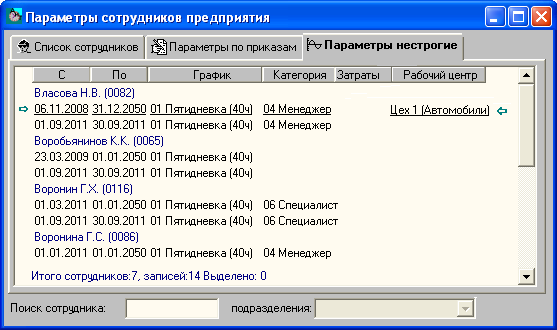 Параметры сотрудников предприятия
Список сотрудников Параметры по приказам Параметры нестрогие
С По График Категория Затраты Рабочий центр
Власова Н.В. (0082)
06.11.2008 31.12.2050 01 Пятидневка (40ч) 04 Менеджер Цех 1 (Автомобили)
01.09.2011 30.09.2011 01 Пятидневка (40ч) 04 Менеджер
Воробьянинов К.К. (0065)
23.03.2009 01.01.2050 01 Пятидневка (40ч)
01.09.2011 30.09.2011 01 Пятидневка (40ч)
Воронин Г.Х. (0116)
01.03.2011 01.01.2050 01 Пятидневка (40ч) 06 Специалист
01.09.2011 30.09.2011 01 Пятидневка (40ч) 06 Специалист
Воронина Г.С. (0086)
01.01.2011 01.01.2050 01 Пятидневка (40ч) 04 Менеджер
Итого сотрудников:7, записей:14 Выделено: 0
Поиск сотрудника: подразделения: